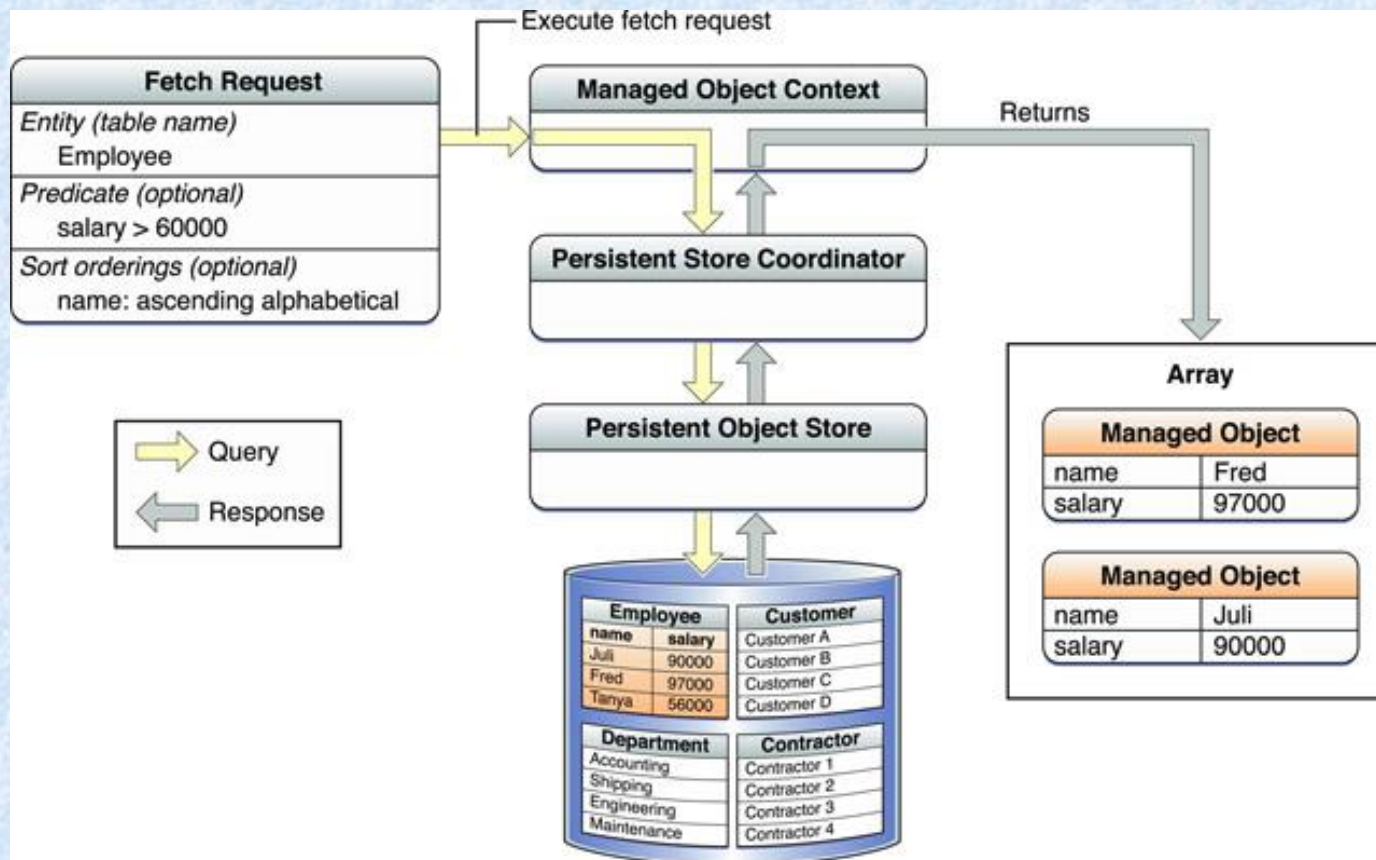 Execute fetch request
Fetch Request
Entity (table name)
Employee
Predicate (optional)
salary > 60000
Sort orderings (optional)
name: ascending alphabetical
Managed Object Context
Returns
Persistent Store Coordinator
Persistent Object Store
Query
Response
Employee
name salary
Juli 90000
Fred 97000
Tanya 56000
Customer
Customer A
Customer B
Customer C
Customer D
Department
Accounting
Shipping
Engineering
Maintenance
Contractor
Contractor 1
Contractor 2
Contractor 3
Contractor 4
Array
Managed Object
name Fred
salary 97000
Managed Object
name Juli
salary 90000